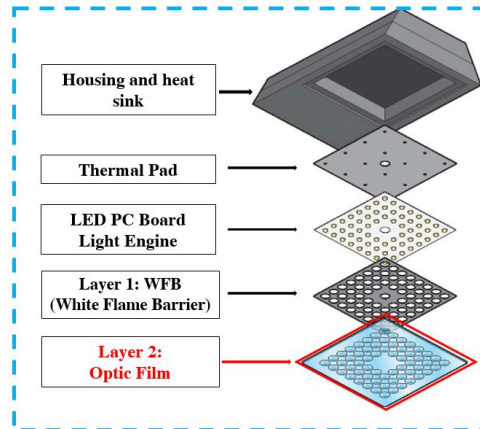 Housing and heat
sink
Thermal Pad
LED PC Board
Light Engine
Layer 1: WFB
(White Flame Barrier)
Layer 2:
Optic Film